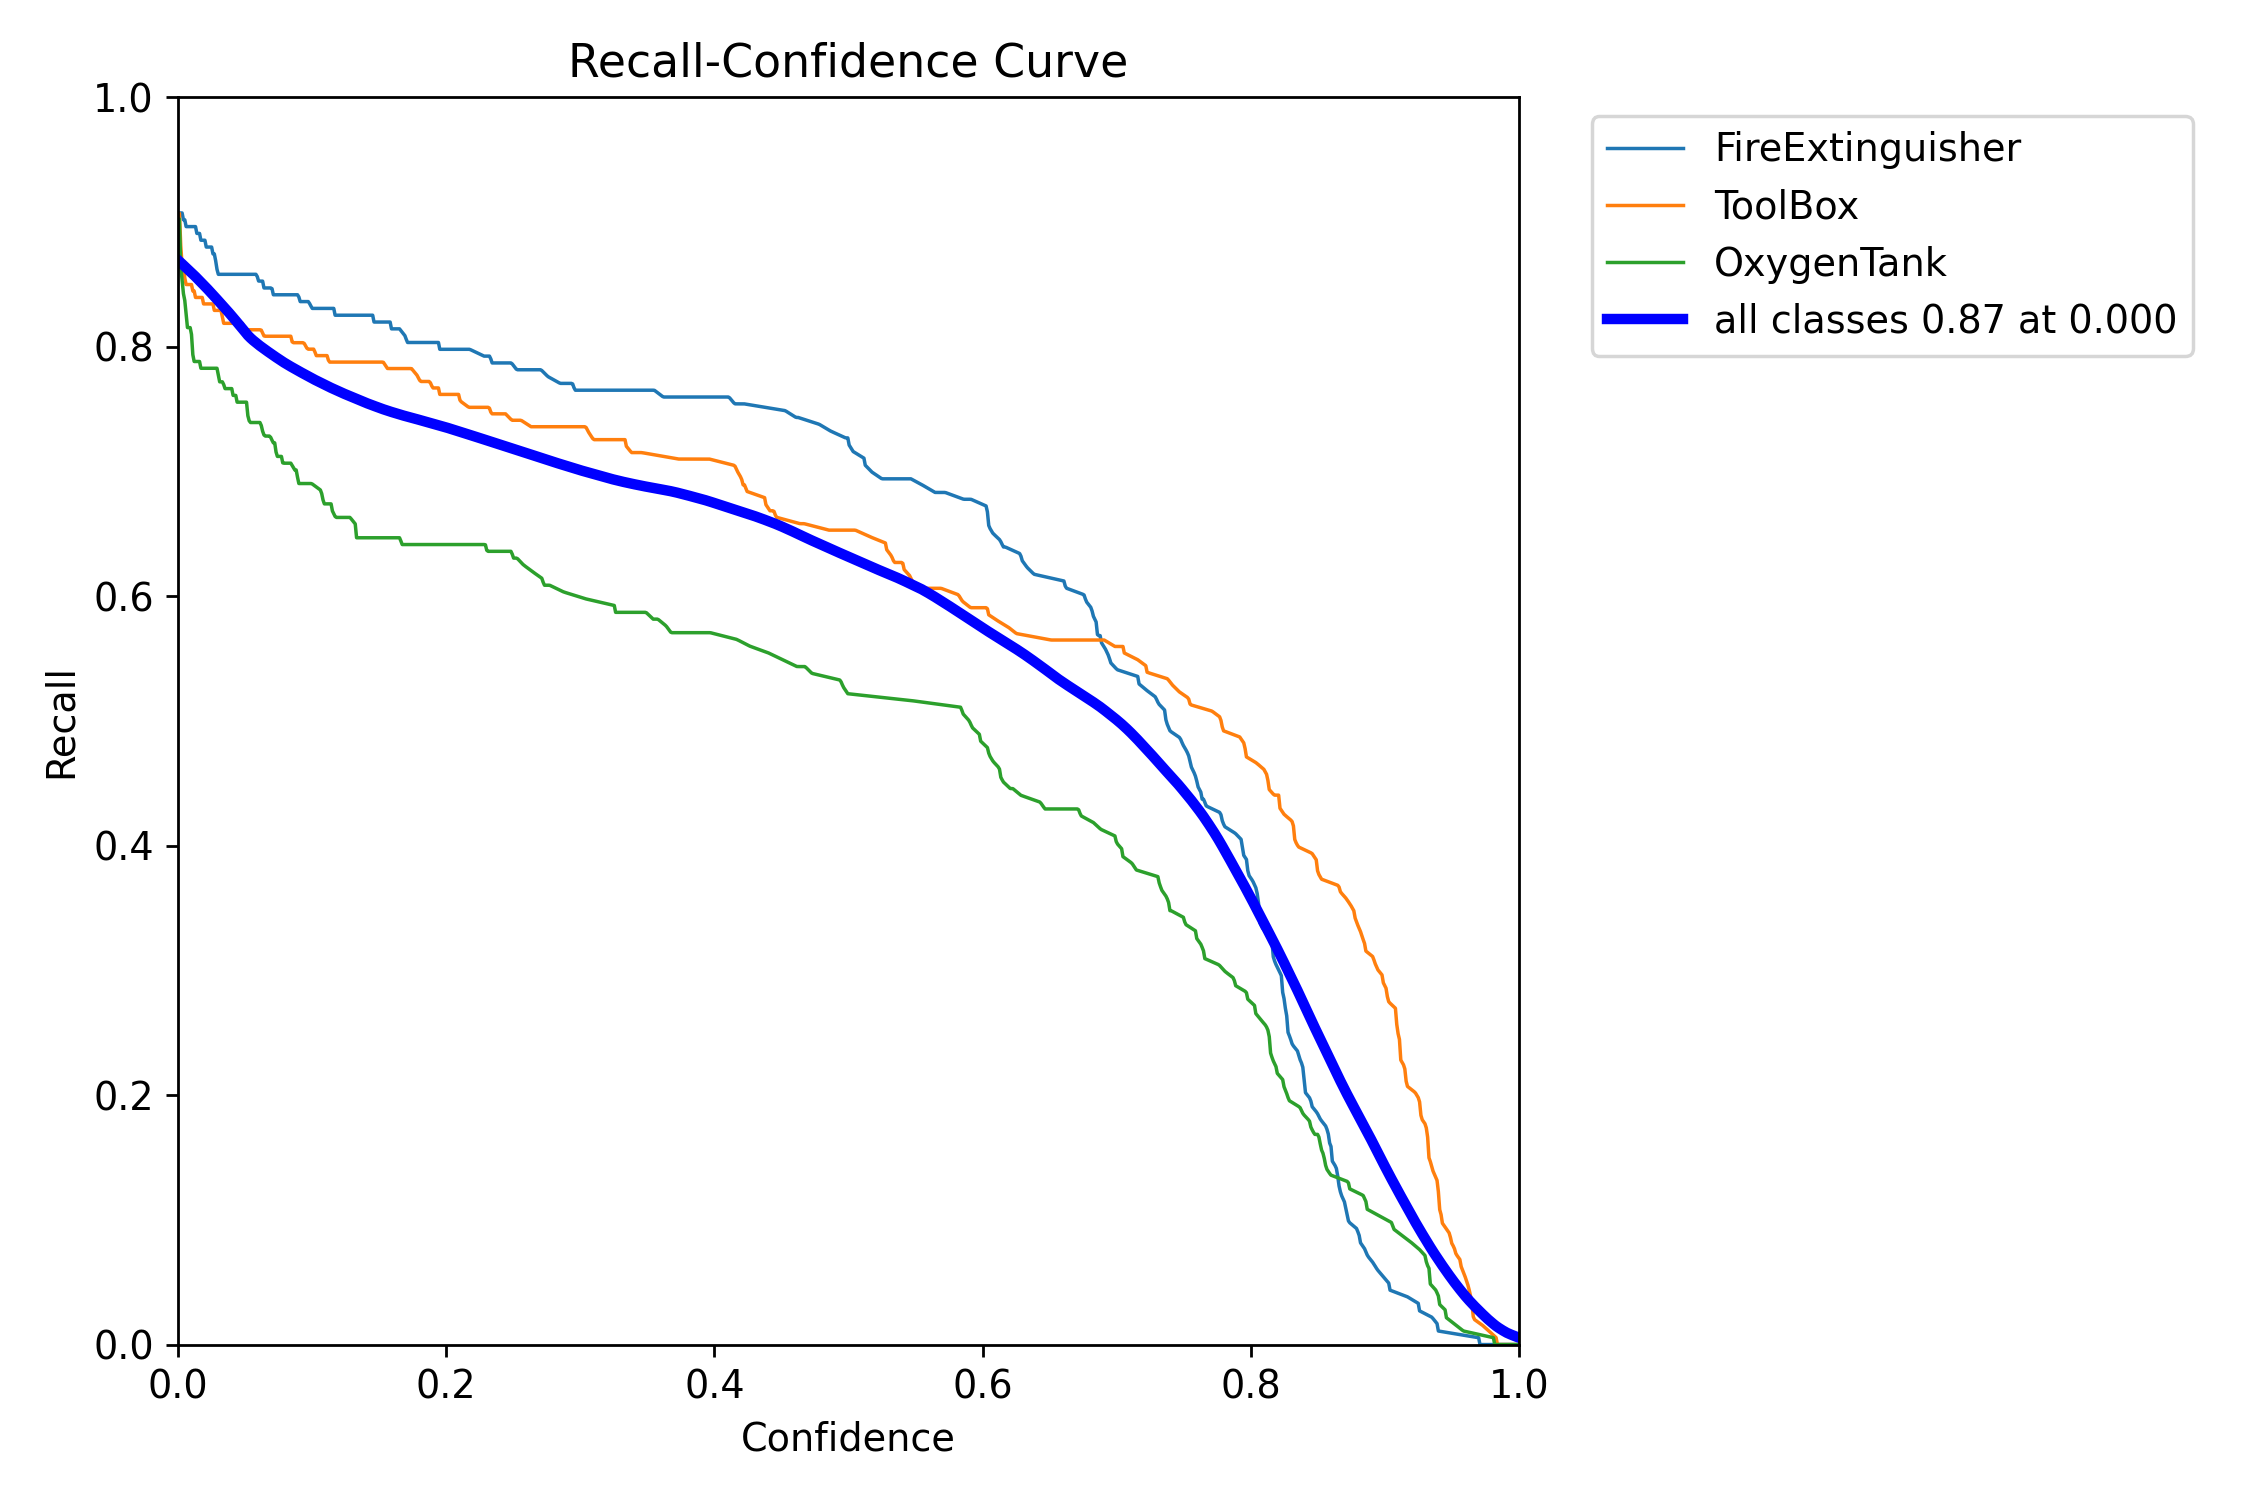 Recall-Confidence Curve
1.0
0.8
0.6
0.4
0.2
0.0
0.0 0.2 0.4 0.6 0.8 1.0
Recall
Confidence
FireExtinguisher
ToolBox
OxygenTank
all classes 0.87 at 0.000